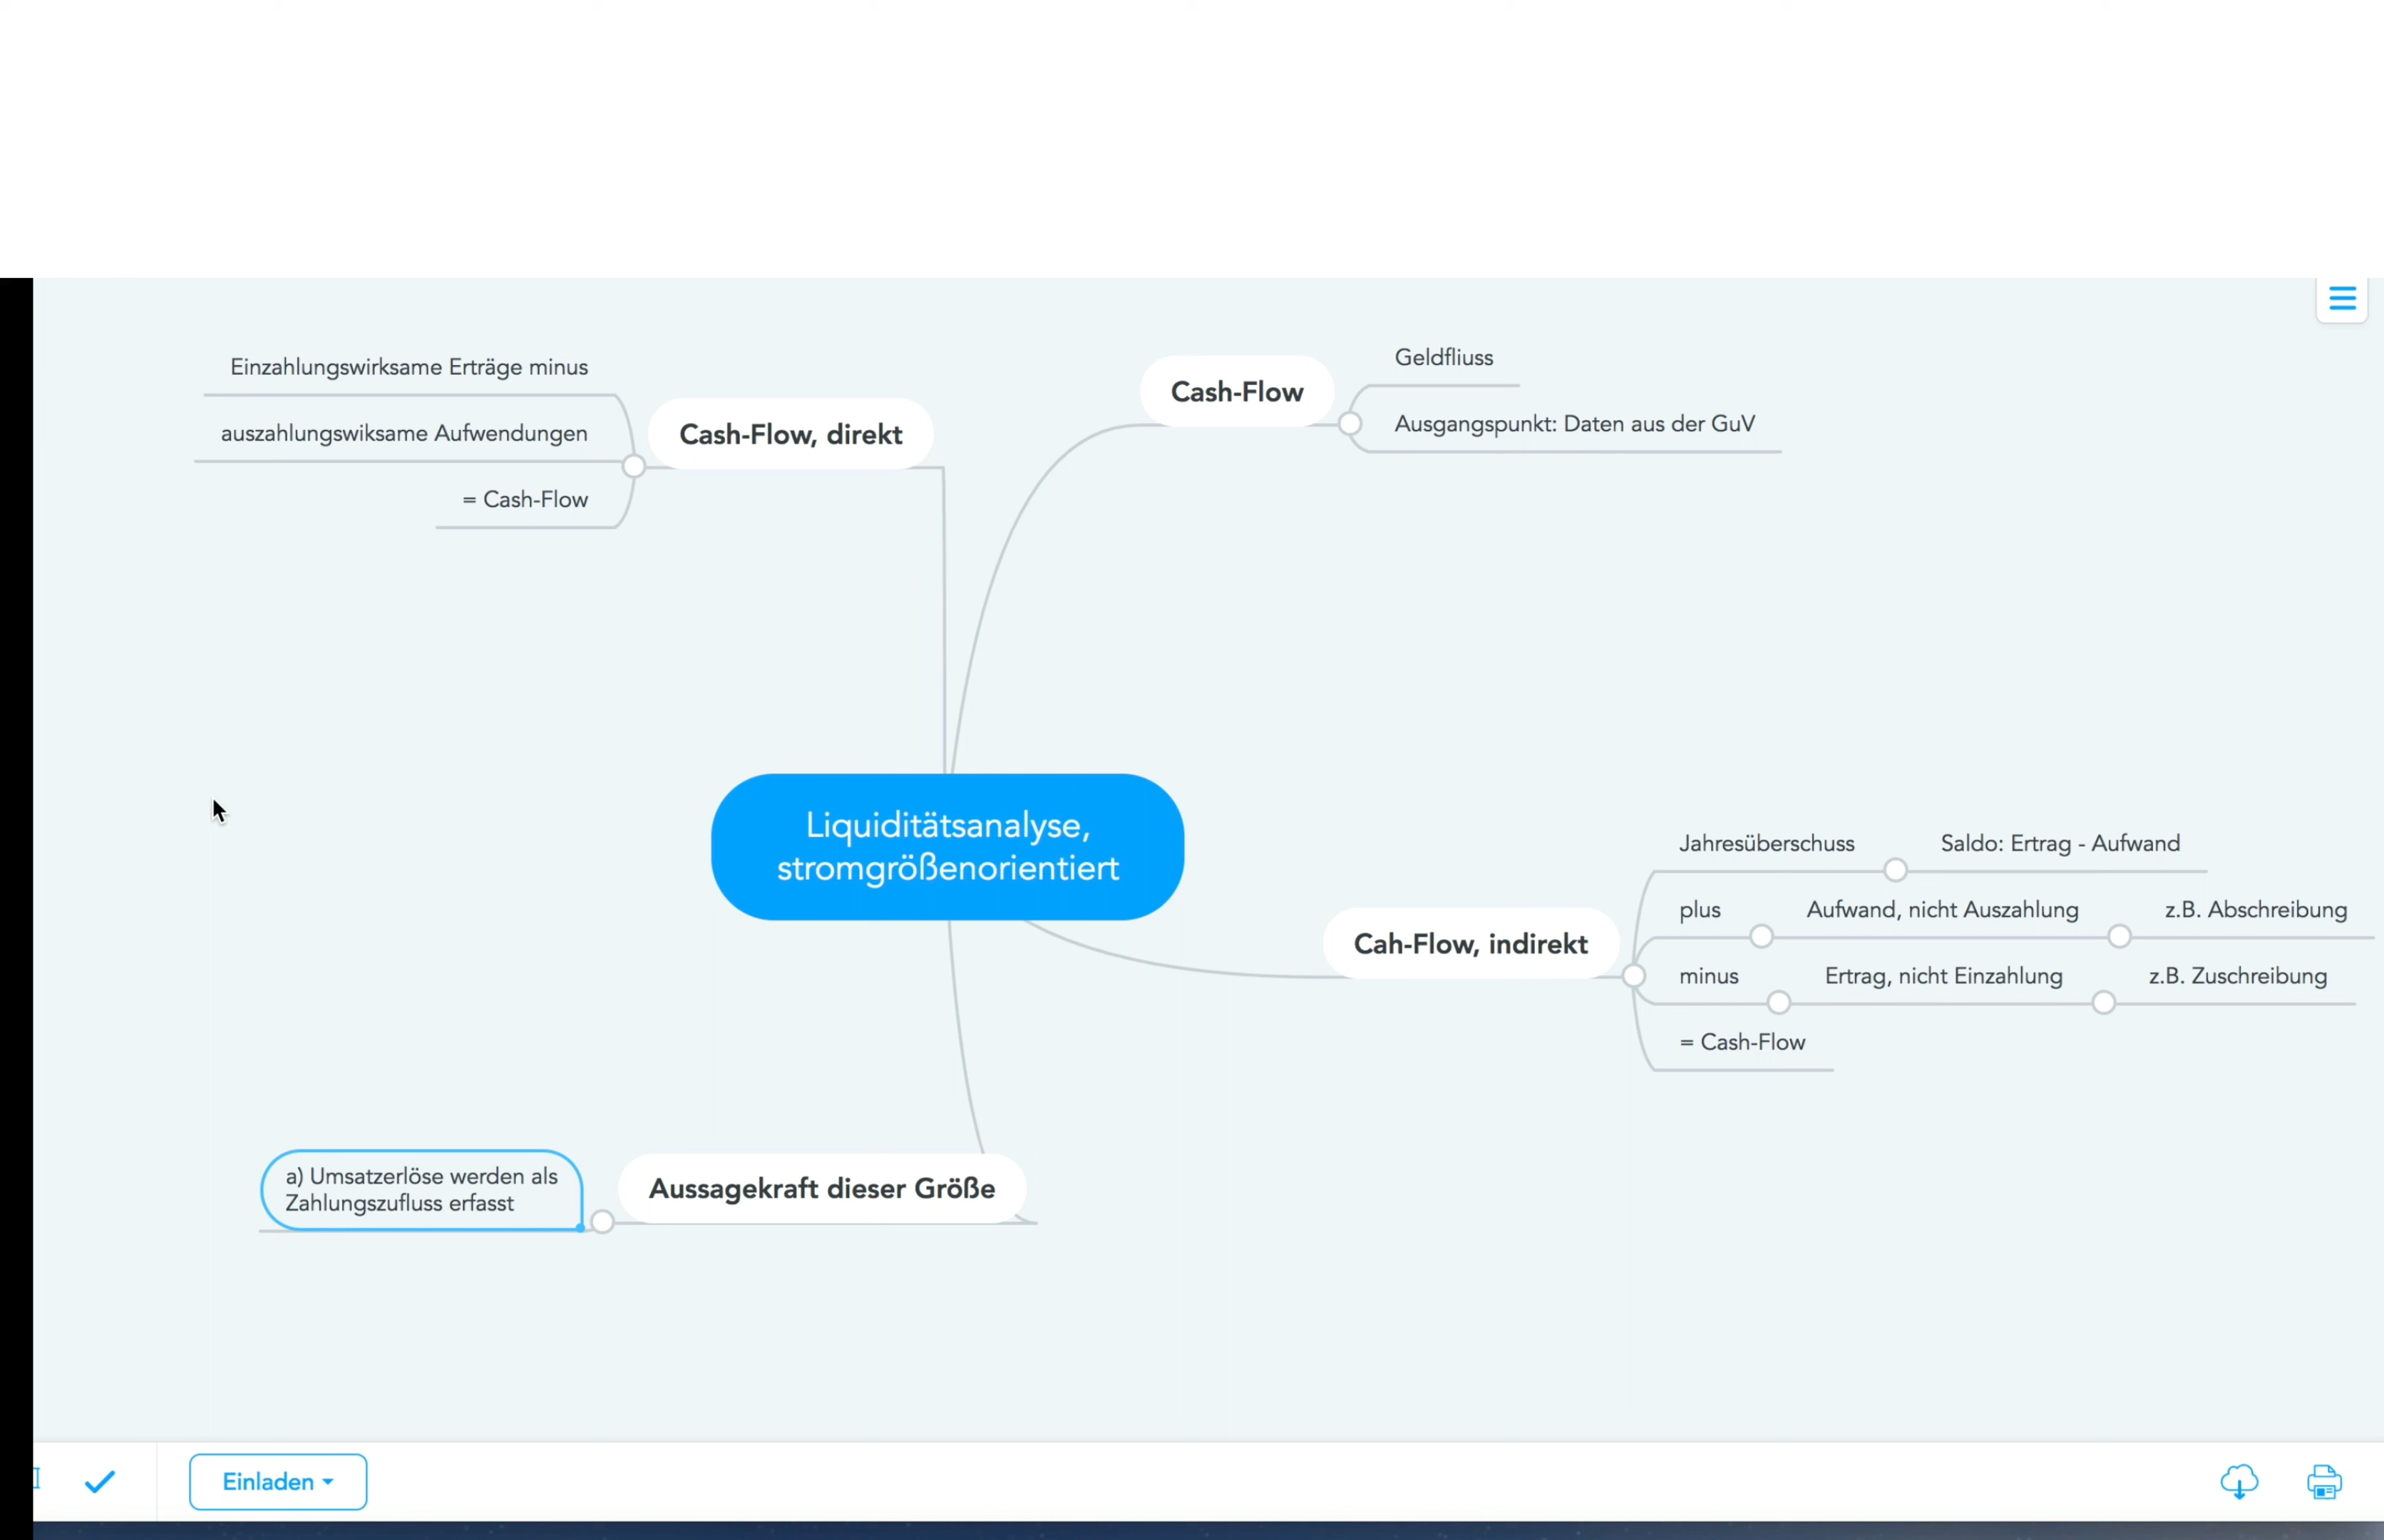 Einzahlungswirksame Erträge minus
auszahlungswiksame Aufwendungen
= Cash-Flow
Cash-Flow, direkt
Cash-Flow
Geldfliuss
Ausgangspunkt: Daten aus der GuV
Liquiditätsanalyse,
stromgrößenorientiert
Cah-Flow, indirekt
Jahresüberschuss
Saldo: Ertrag - Aufwand
plus
Aufwand, nicht Auszahlung
z.B. Abschreibung
minus
Ertrag, nicht Einzahlung
z.B. Zuschreibung
= Cash-Flow
a) Umsatzerlöse werden als
Zahlungszufluss erfasst
Aussagekraft dieser Größe
Einladen